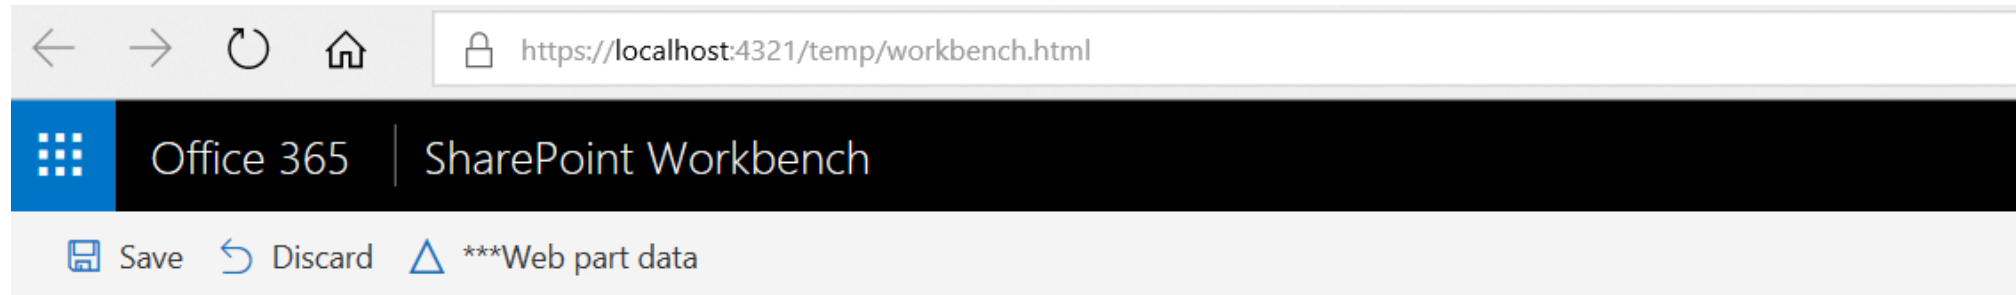 https://localhost:4321/temp/workbench.html
Office 365 SharePoint Workbench
Save Discard ***Web part data